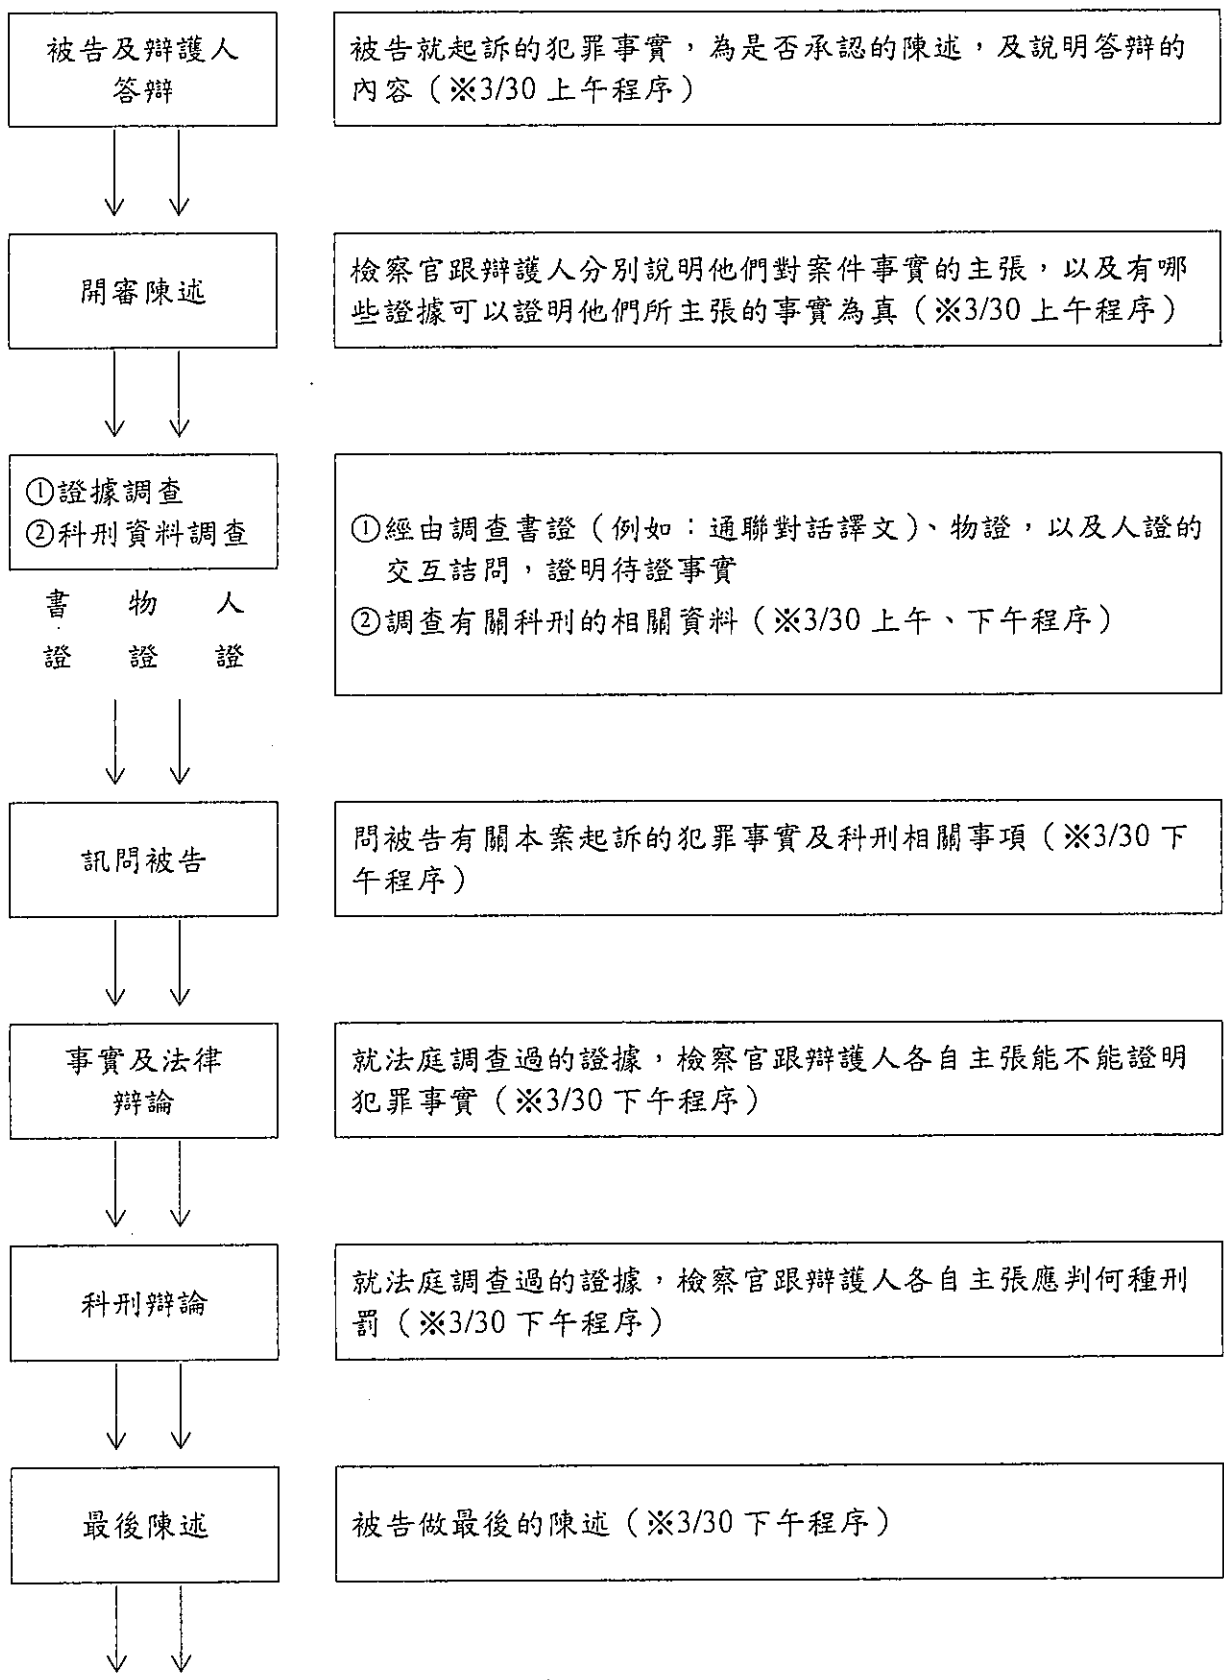 被告及辯護人
答辯
被告就起訴的犯罪事實，為是否承認的陳述，及說明答辯的
內容（※3/30 上午程序）
開審陳述
檢察官跟辯護人分別說明他們對案件事實的主張，以及有哪
些證據可以證明他們所主張的事實為真（※3/30 上午程序）
①證據調查
②科刑資料調查
書 物 人
證 證 證
①經由調查書證（例如：通聯對話譯文）、物證，以及人證的
交互詰問，證明待證事實
②調查有關科刑的相關資料（※3/30 上午、下午程序）
訊問被告
問被告有關本案起訴的犯罪事實及科刑相關事項（※3/30 下
午程序）
事實及法律
辯論
就法庭調查過的證據，檢察官跟辯護人各自主張能不能證明
犯罪事實（※3/30 下午程序）
科刑辯論
就法庭調查過的證據，檢察官跟辯護人各自主張應判何種刑
罰（※3/30 下午程序）
最後陳述
被告做最後的陳述（※3/30 下午程序）